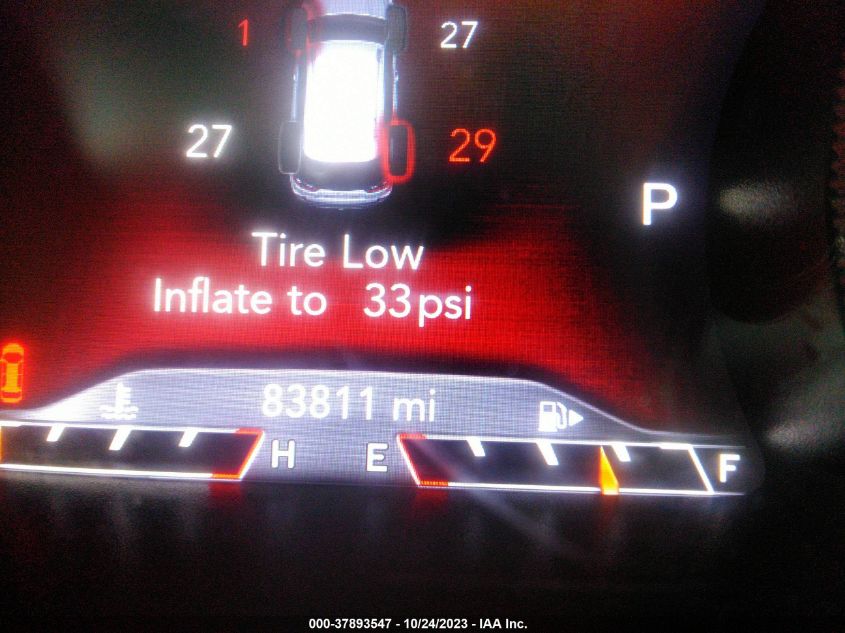 1 27
27 29
P
Tire Low
Inflate to 33 psi
83811 mi
H E F
000-37893547 - 10/24/2023 - IAA Inc.